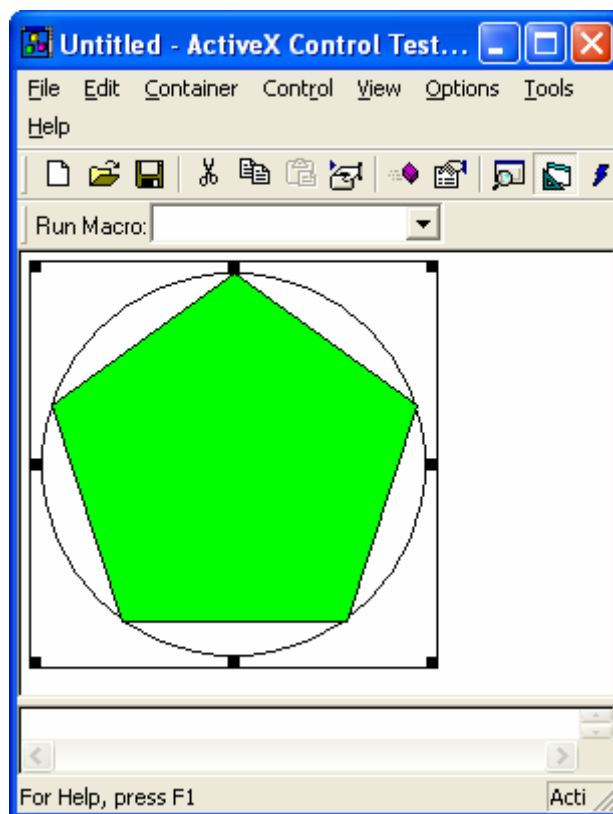 Untitled - ActiveX Control Test...
File Edit Container Control View Options Tools
Help
Run Macro:
For Help, press F1
Acti